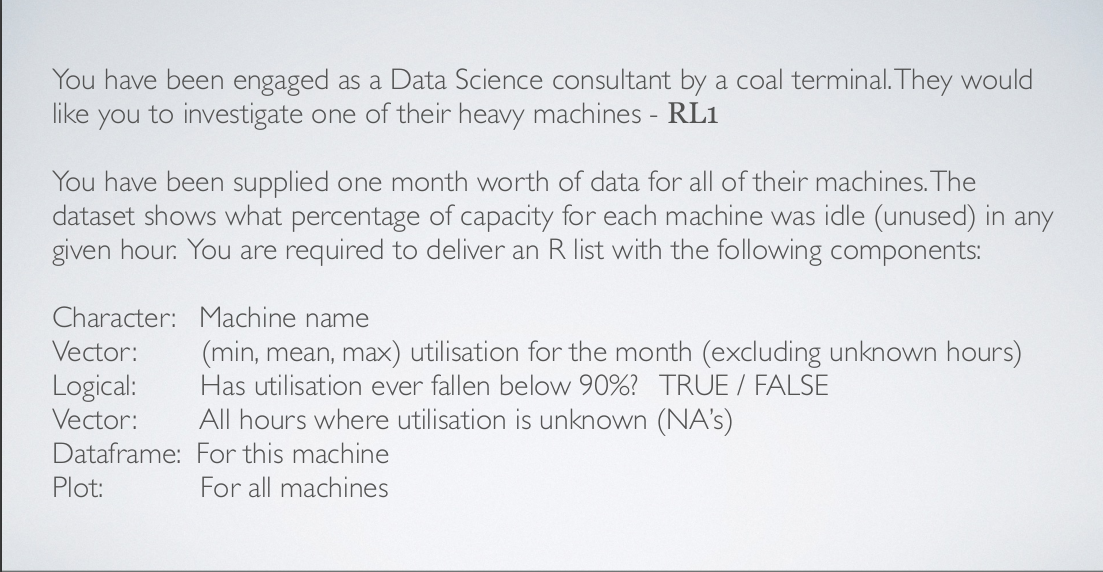 You have been engaged as a Data Science consultant by a coal terminal. They would
like you to investigate one of their heavy machines - RL1
You have been supplied one month worth of data for all of their machines. The
dataset shows what percentage of capacity for each machine was idle (unused) in any
given hour. You are required to deliver an R list with the following components:
Character: Machine name
Vector: (min, mean, max) utilisation for the month (excluding unknown hours)
Logical: Has utilisation ever fallen below 90%? TRUE / FALSE
Vector: All hours where utilisation is unknown (NA’s)
Dataframe: For this machine
Plot: For all machines